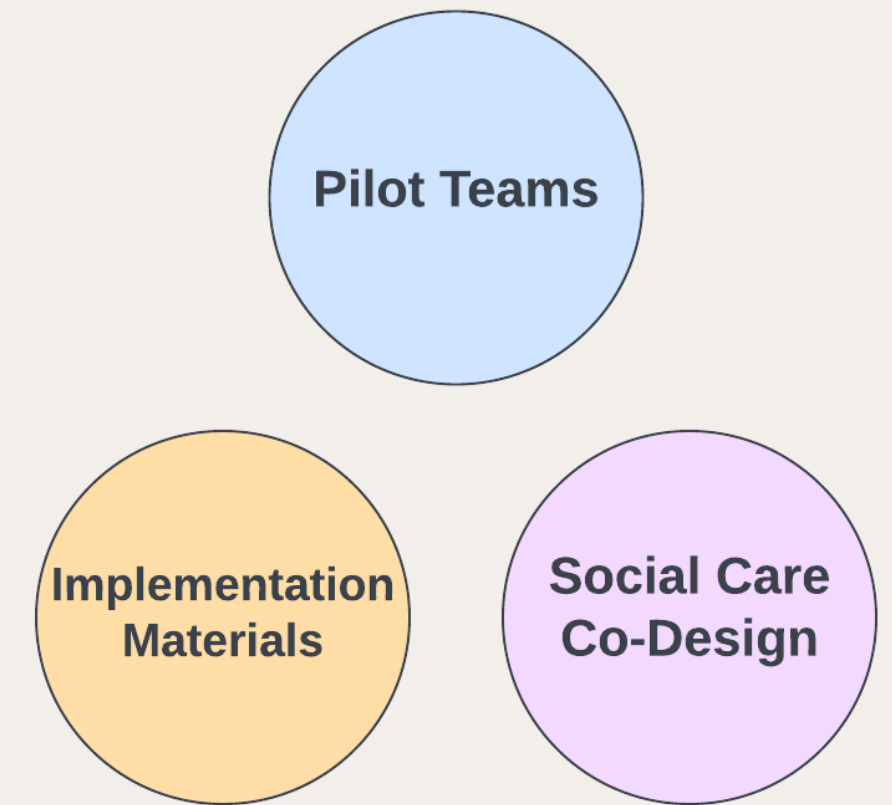 Pilot Teams
Implementation
Materials
Social Care
Co-Design